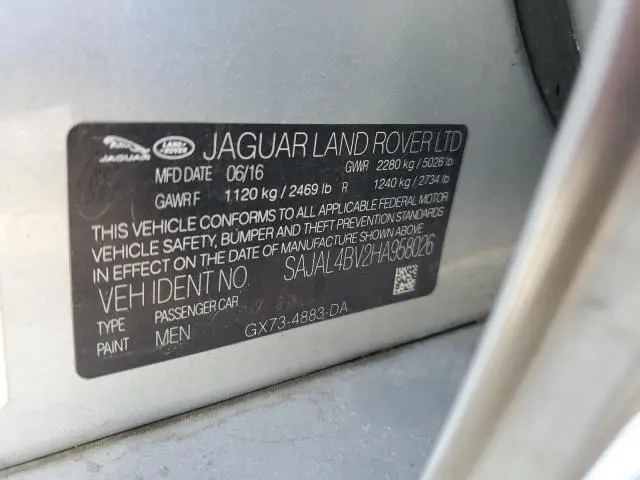 JAGUAR LAND ROVER JAGUAR LAND ROVER LTD
MFD DATE 06/16 GWR 2280 kg / 5026 lb
GAWR F 1120 kg / 2469 lb R 1240 kg / 2734 lb
THIS VEHICLE CONFORMS TO ALL APPLICABLE FEDERAL MOTOR
VEHICLE SAFETY, BUMPER AND THEFT PREVENTION STANDARDS
IN EFFECT ON THE DATE OF MANUFACTURE SHOWN ABOVE
VEH IDENT NO SAJAL4BV2HA958026
TYPE PASSENGER CAR
PAINT MEN GX73-4883-DA